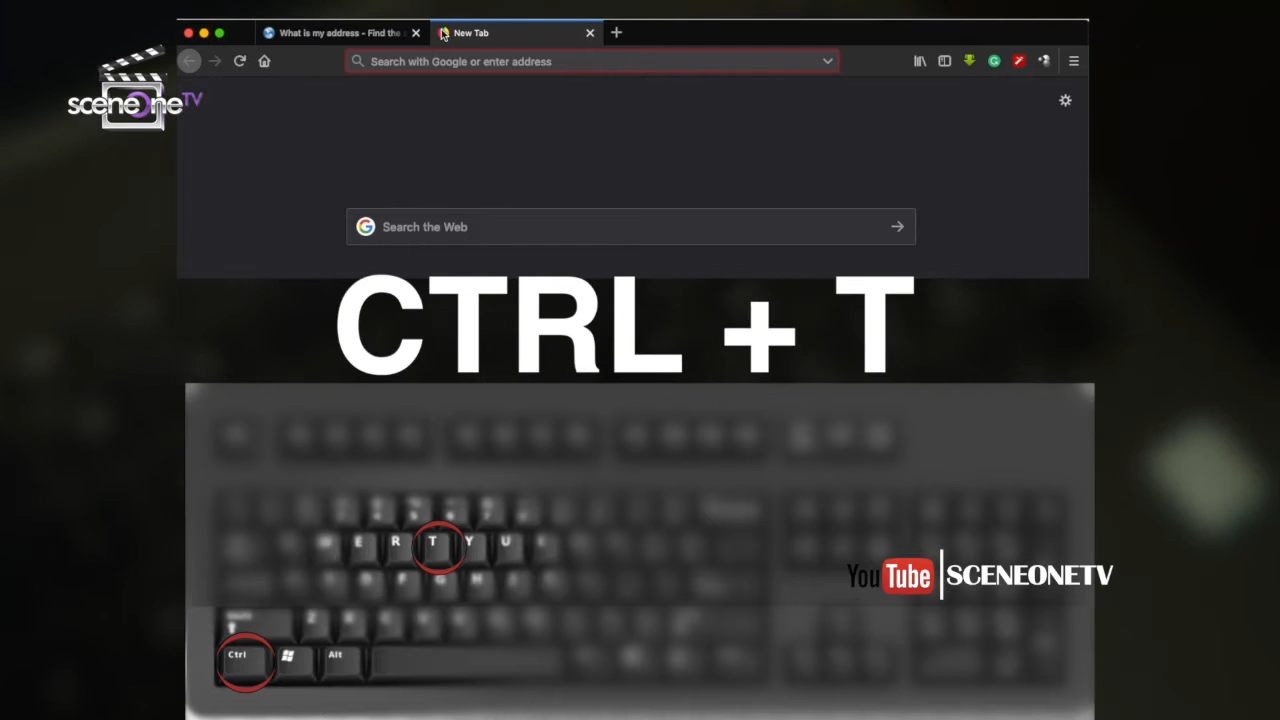 What is my address - Find the
New Tab
Search with Google or enter address
sceneOneTV
Search the Web
CTRL + T
W E R T Y U
D F G H
Ctrl Alt
YouTube SCENEONETV